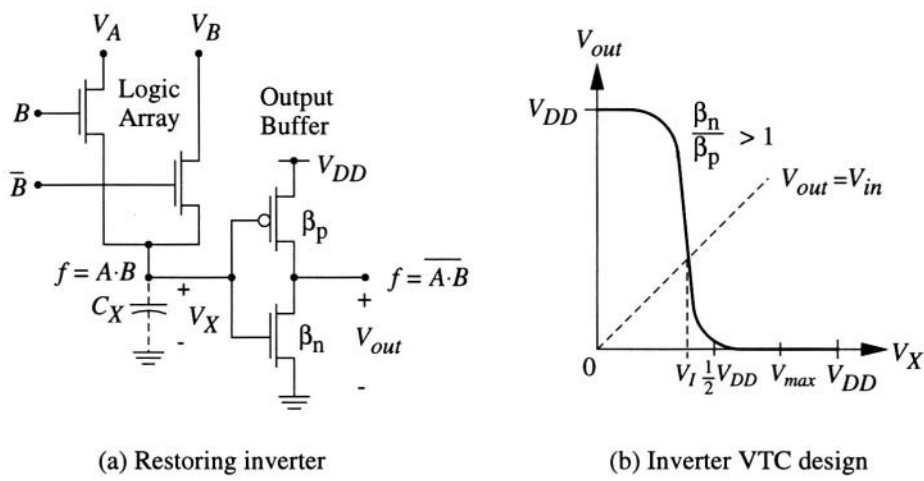 V_A
V_B
B
Logic
Array
Output
Buffer
V_DD
B̅
β_p
f = A·B
C_X
+
V_X
-
β_n
+
V_out
-
f = \overline{A·B}
(a) Restoring inverter
V_out
V_DD
β_n
β_p
> 1
V_out = V_in
0
V_I
½V_DD
V_max
V_DD
V_X
(b) Inverter VTC design